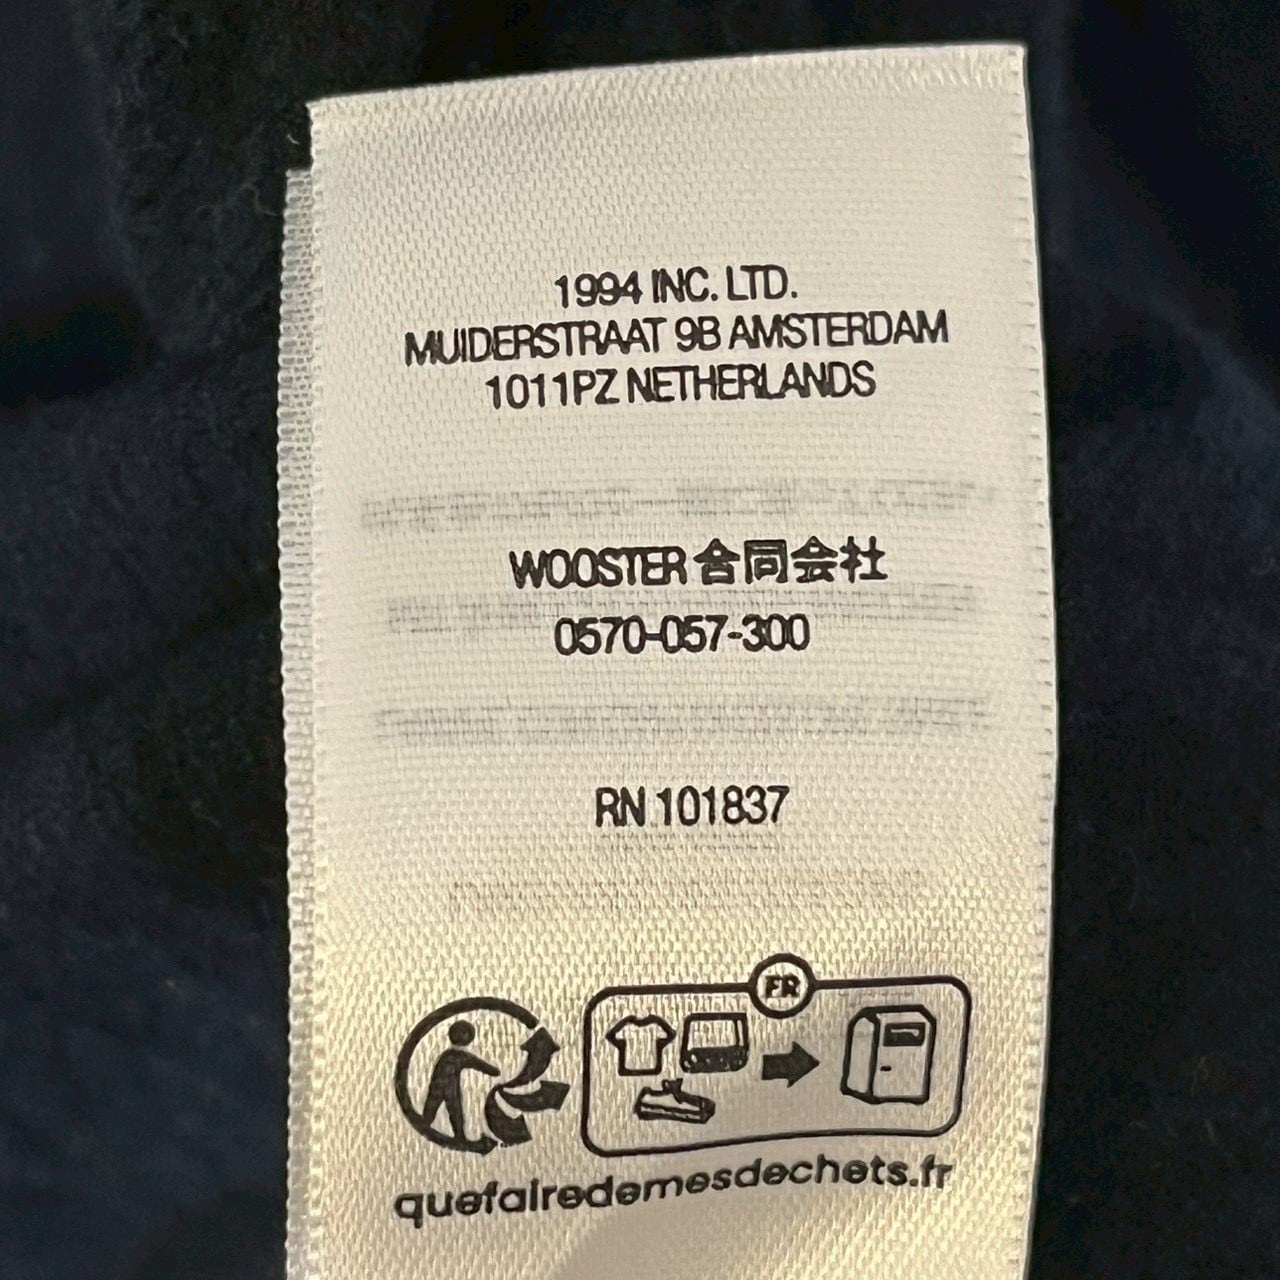 1994 INC. LTD.
MUIDERSTRAAT 9B AMSTERDAM
1011PZ NETHERLANDS
WOOSTER 合同会社
0570-057-300
RN 101837
FR
quefairedemesdechets.fr